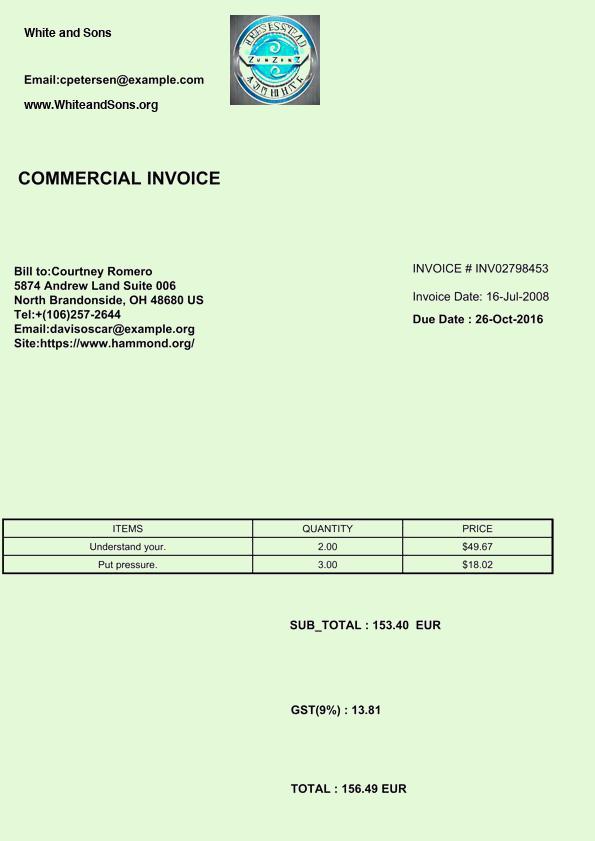 White and Sons
Email:cpetersen@example.com
www.WhiteandSons.org
COMMERCIAL INVOICE
Bill to:Courtney Romero
5874 Andrew Land Suite 006
North Brandonside, OH 48680 US
Tel:+(106)257-2644
Email:davisoscar@example.org
Site:https://www.hammond.org/
INVOICE # INV02798453
Invoice Date: 16-Jul-2008
Due Date : 26-Oct-2016
ITEMS QUANTITY PRICE
Understand your. 2.00 $49.67
Put pressure. 3.00 $18.02
SUB_TOTAL : 153.40 EUR
GST(9%) : 13.81
TOTAL : 156.49 EUR